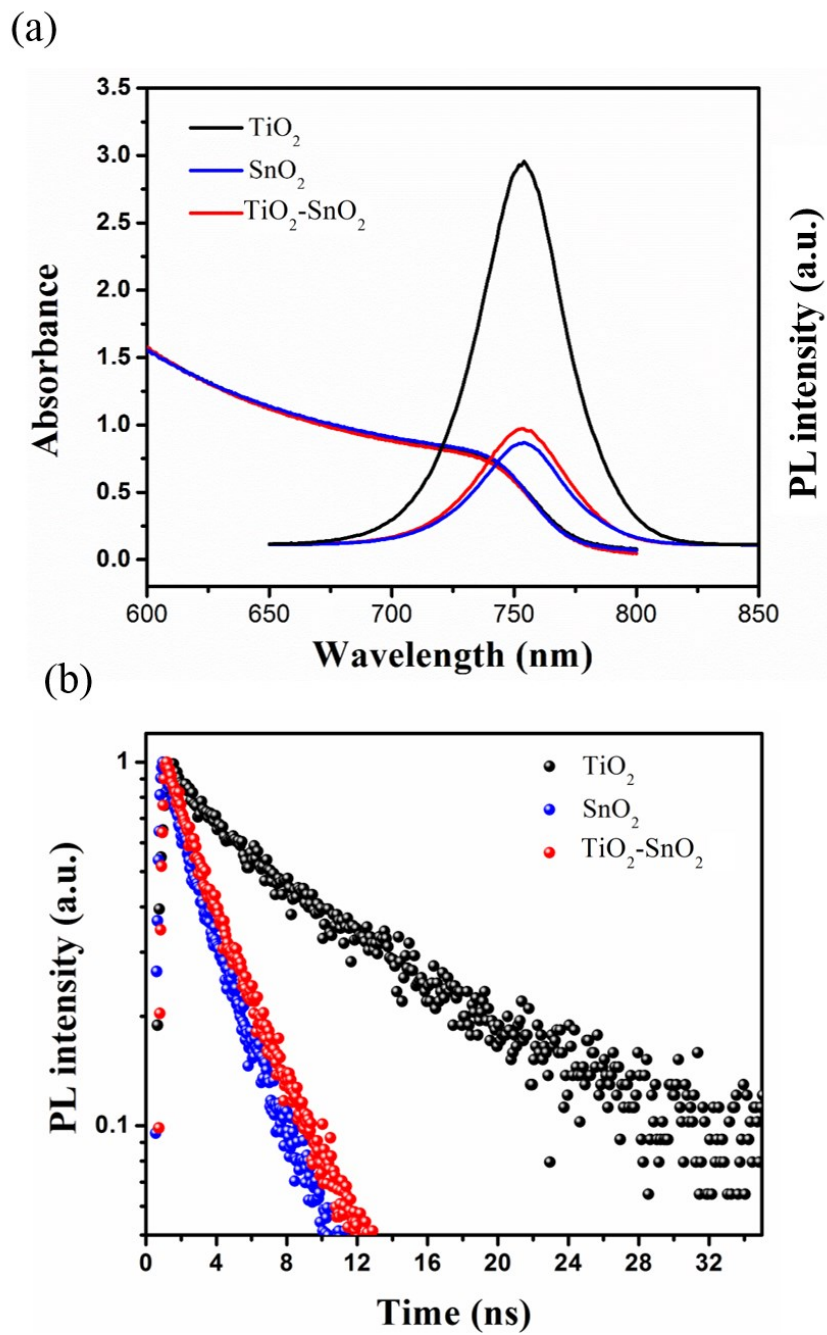 (a)
3.5
3.0
2.5
2.0
1.5
1.0
0.5
0.0
Absorbance
PL intensity (a.u.)
TiO₂
SnO₂
TiO₂-SnO₂
600 650 700 750 800 850
Wavelength (nm)
(b)
1
0.1
PL intensity (a.u.)
TiO₂
SnO₂
TiO₂-SnO₂
0 4 8 12 16 20 24 28 32
Time (ns)